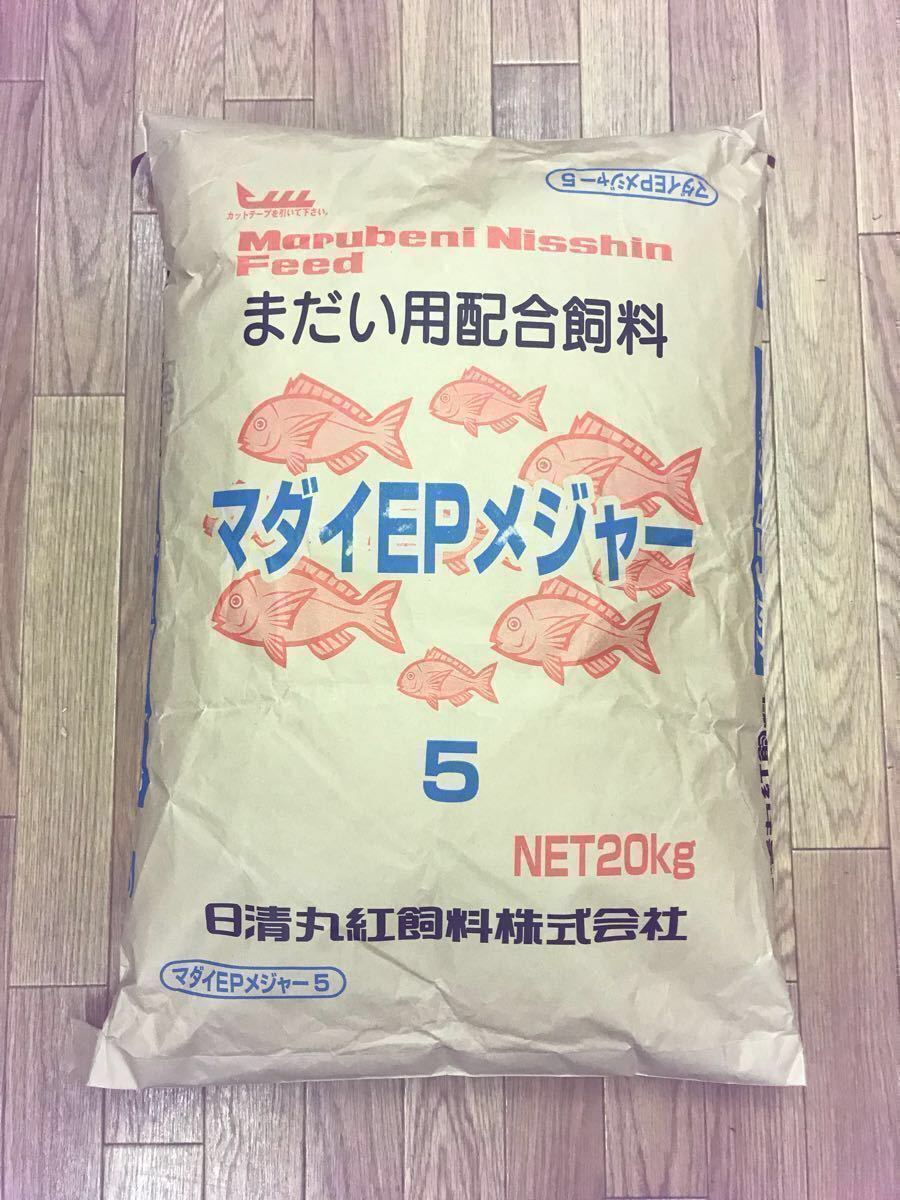 カットテープを引いて下さい。
マダイEPメジャー5
Marubeni Nisshin
Feed
まだい用配合飼料
マダイEPメジャー
5
NET20kg
日清丸紅飼料株式会社
マダイEPメジャー5